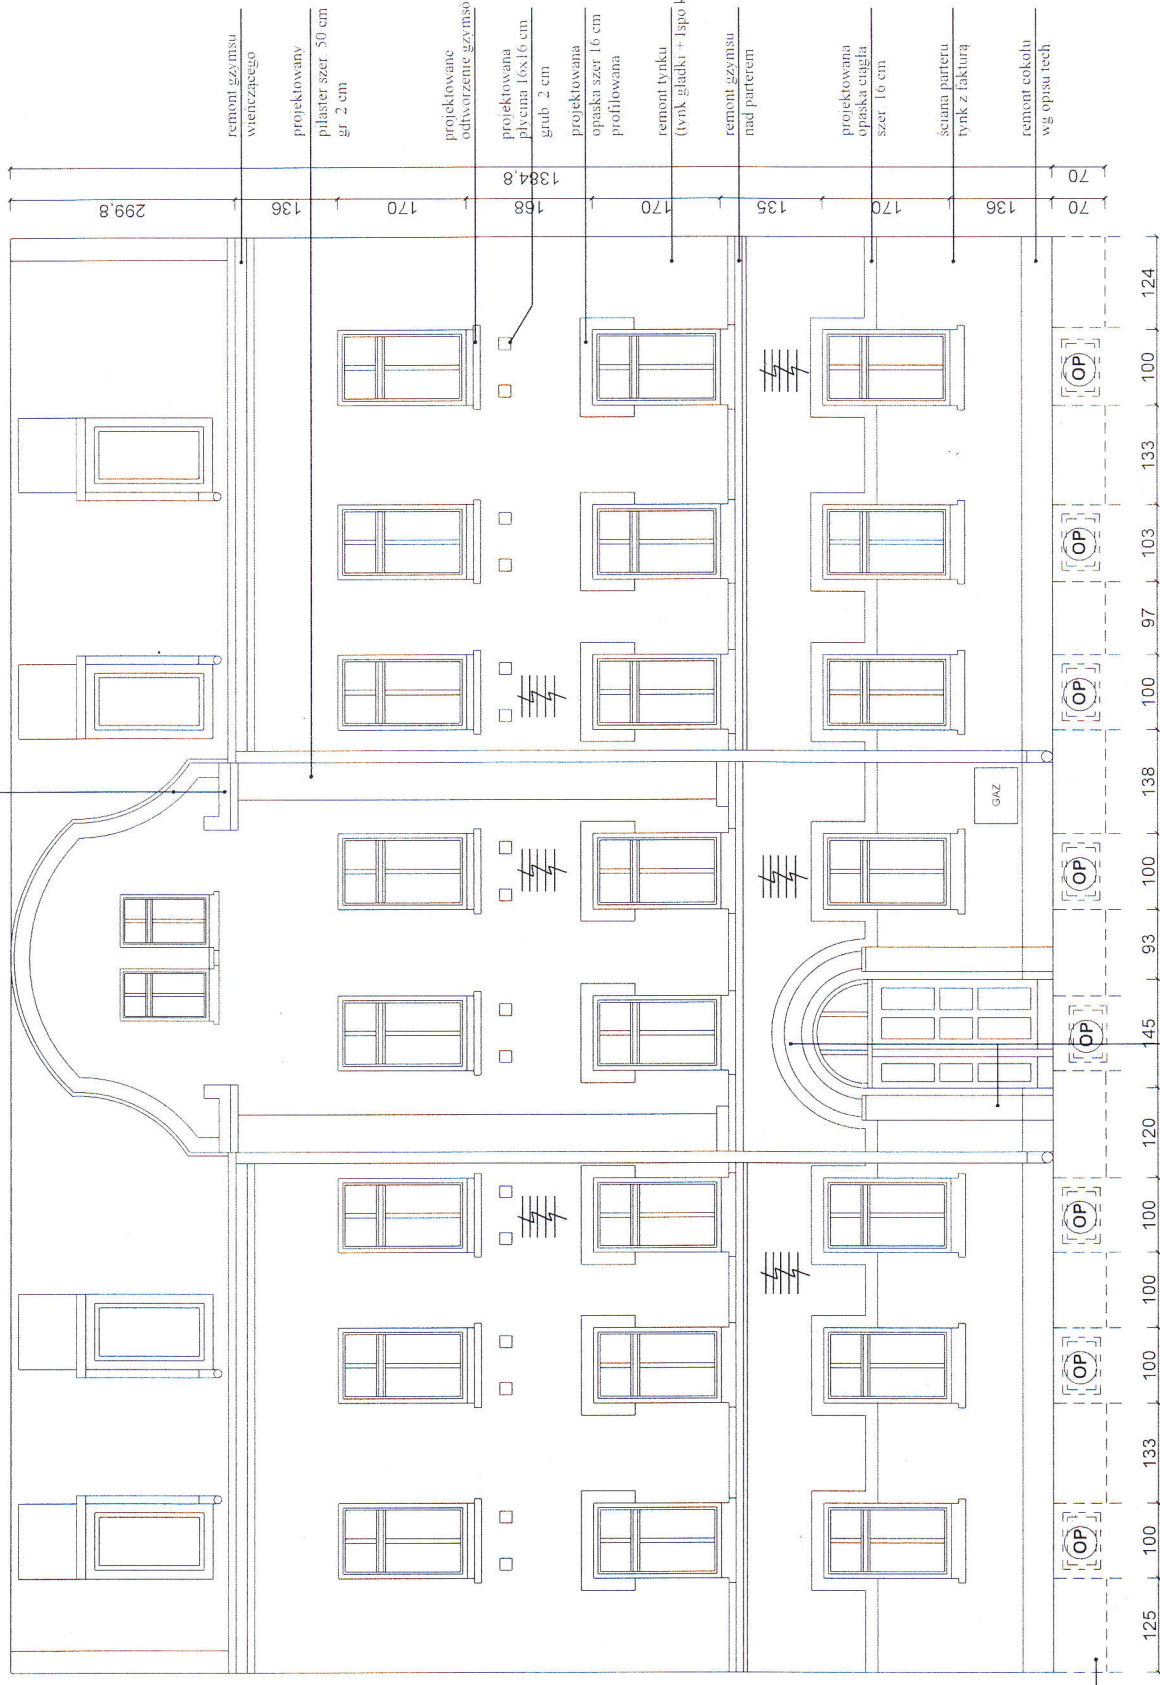 remont gzymsu
wieńczącego
projektowany
pilaster szer. 50 cm
gr 2 cm
projektowane
odtworzenie gzymsó
projektowana
płycina 16x16 cm
grub 2 cm
projektowana
opaska szer 16 cm
profilowana
remont tynku
(tynk gładki + Ispo k
remont gzymsu
nad parterem
projektowana
opaska ciągła
szer 16 cm
ściana parteru
tynk z fakturą
remont cokołu
wg opisu tech
1384,8
70
299,8
136
170
168
170
135
170
136
70
GAZ
OP
OP
OP
OP
OP
OP
OP
OP
125
100
133
100
100
100
120
145
93
100
138
100
97
103
133
100
124